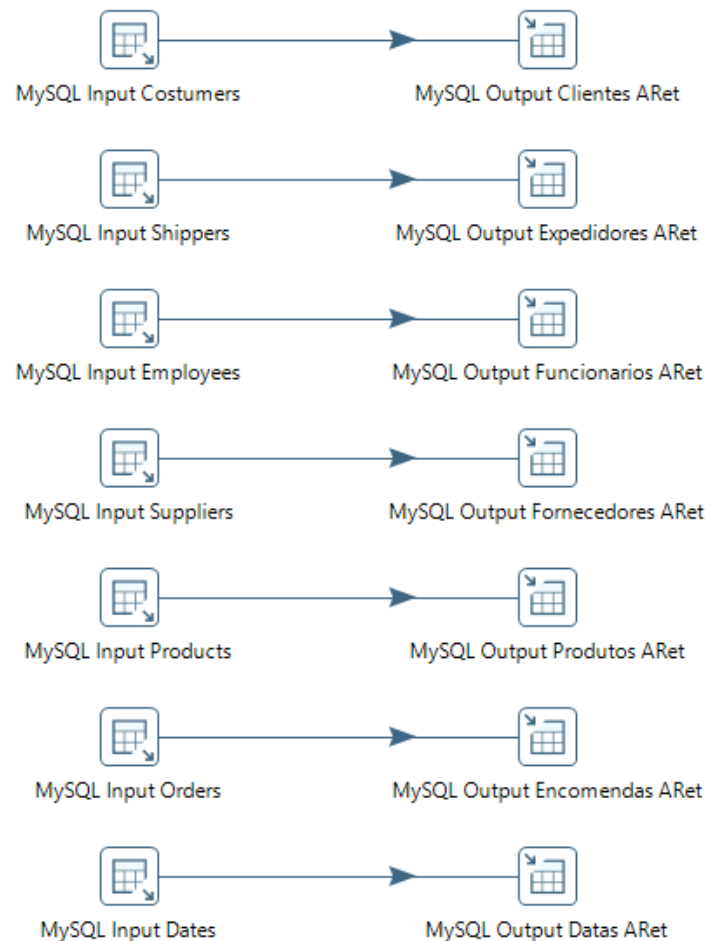 MySQL Input Costumers MySQL Output Clientes ARet
MySQL Input Shippers MySQL Output Expedidores ARet
MySQL Input Employees MySQL Output Funcionarios ARet
MySQL Input Suppliers MySQL Output Fornecedores ARet
MySQL Input Products MySQL Output Produtos ARet
MySQL Input Orders MySQL Output Encomendas ARet
MySQL Input Dates MySQL Output Datas ARet